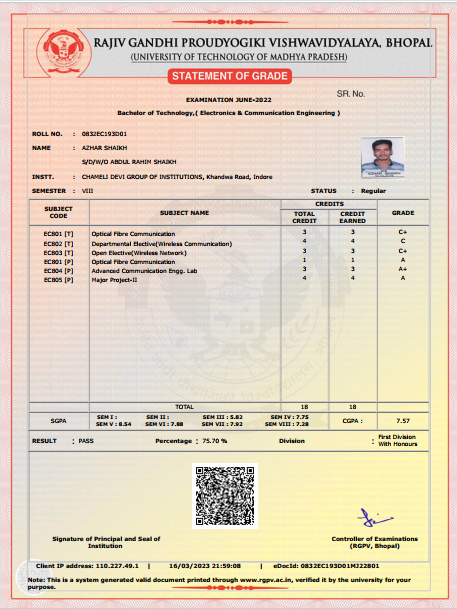 RAJIV GANDHI PROUDYOGIKI VISHWAVIDYALAYA, BHOPAL
(UNIVERSITY OF TECHNOLOGY OF MADHYA PRADESH)
STATEMENT OF GRADE
SR. No.
EXAMINATION JUNE-2022
Bachelor of Technology,( Electronics & Communication Engineering )
ROLL NO. : 0832EC193D01
NAME : AZHAR SHAIKH
S/D/W/O ABDUL RAHIM SHAIKH
INSTT. : CHAMELI DEVI GROUP OF INSTITUTIONS, Khandwa Road, Indore
SEMESTER : VIII STATUS : Regular
SUBJECT CODE SUBJECT NAME CREDITS TOTAL CREDIT CREDIT EARNED GRADE
EC801 [T] Optical Fibre Communication 3 3 C+
EC802 [T] Departmental Elective(Wireless Communication) 4 4 C
EC803 [T] Open Elective(Wireless Network) 3 3 C+
EC801 [P] Optical Fibre Communication 1 1 A
EC804 [P] Advanced Communication Engg. Lab 3 3 A+
EC805 [P] Major Project-II 4 4 A
TOTAL 18 18
SGPA SEM I : SEM II : SEM III : 5.82 SEM IV : 7.75 CGPA : 7.57
SEM V : 8.54 SEM VI : 7.88 SEM VII : 7.92 SEM VIII : 7.28
RESULT : PASS Percentage : 75.70 % Division : First Division With Honours
Signature of Principal and Seal of Institution
Controller of Examinations
(RGPV, Bhopal)
Client IP address: 110.227.49.1 | 16/03/2023 21:59:08 | eDocId: 0832EC193D01MJ22801
Note: This is a system generated valid document printed through www.rgpv.ac.in, verified it by the university for your
purpose.